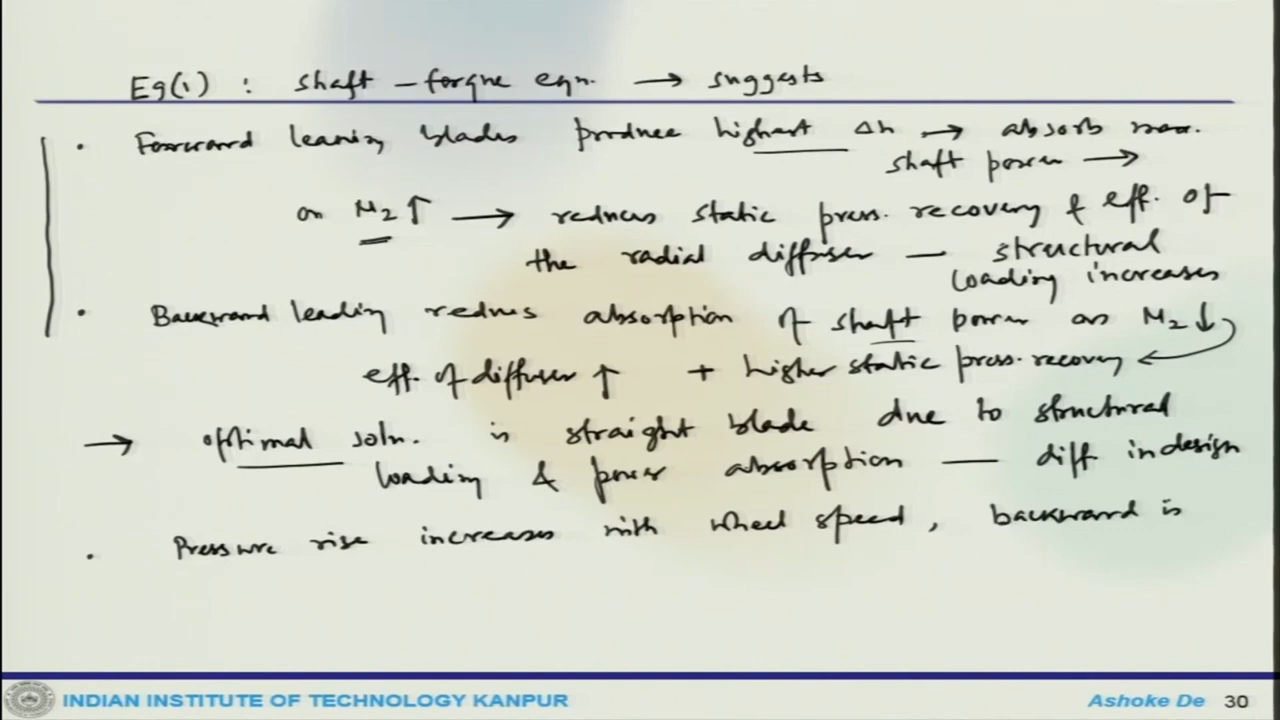 Eq(1) : shaft – torque eqn. → suggests
• Forward leaning blades produce highest Δh → absorb max.
shaft power →
as M2 ↑ → reduces static press. recovery & eff. of
the radial diffuser — structural
loading increases
• Backward leading reduces absorption of shaft power as M2 ↓
eff. of diffuser ↑ + higher static press. recovery ←
→ optimal soln. is straight blade due to structural
loading & power absorption — diff in design
• Pressure rise increases with wheel speed, backward is
INDIAN INSTITUTE OF TECHNOLOGY KANPUR
Ashoke De 30